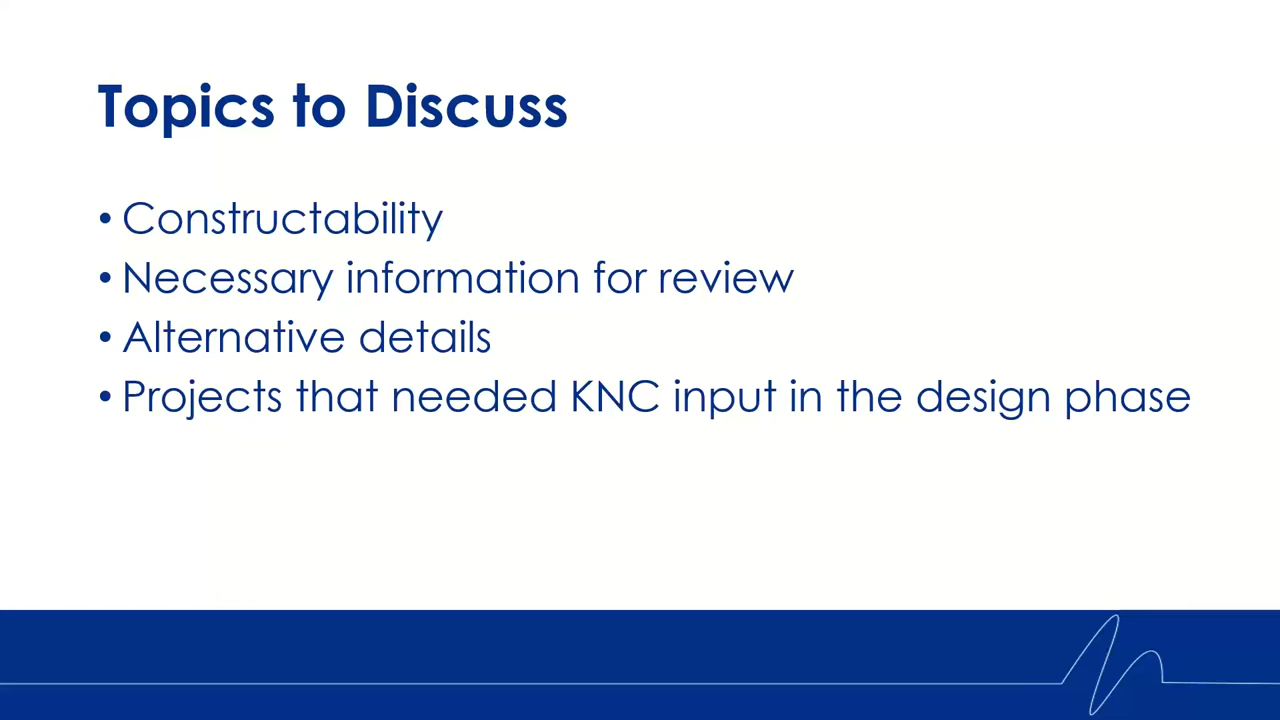 Topics to Discuss
• Constructability
• Necessary information for review
• Alternative details
• Projects that needed KNC input in the design phase